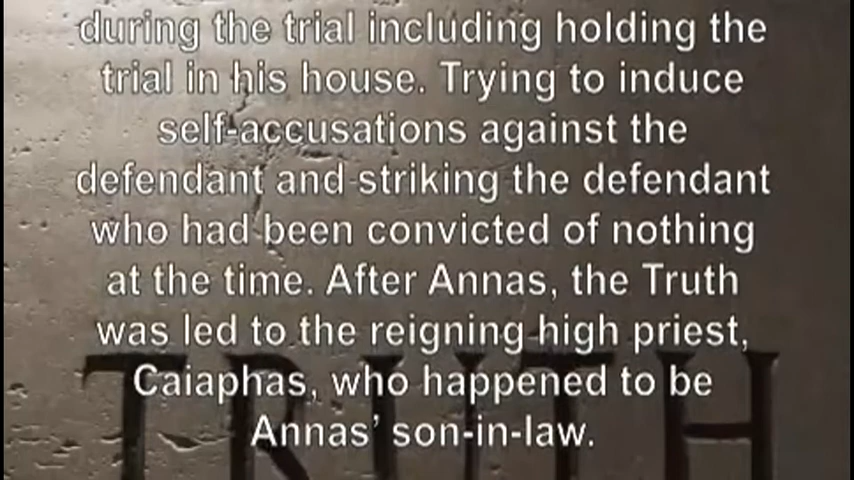 during the trial including holding the
trial in his house. Trying to induce
self-accusations against the
defendant and striking the defendant
who had been convicted of nothing
at the time. After Annas, the Truth
was led to the reigning high priest,
Caiaphas, who happened to be
Annas’ son-in-law.
TRUTH